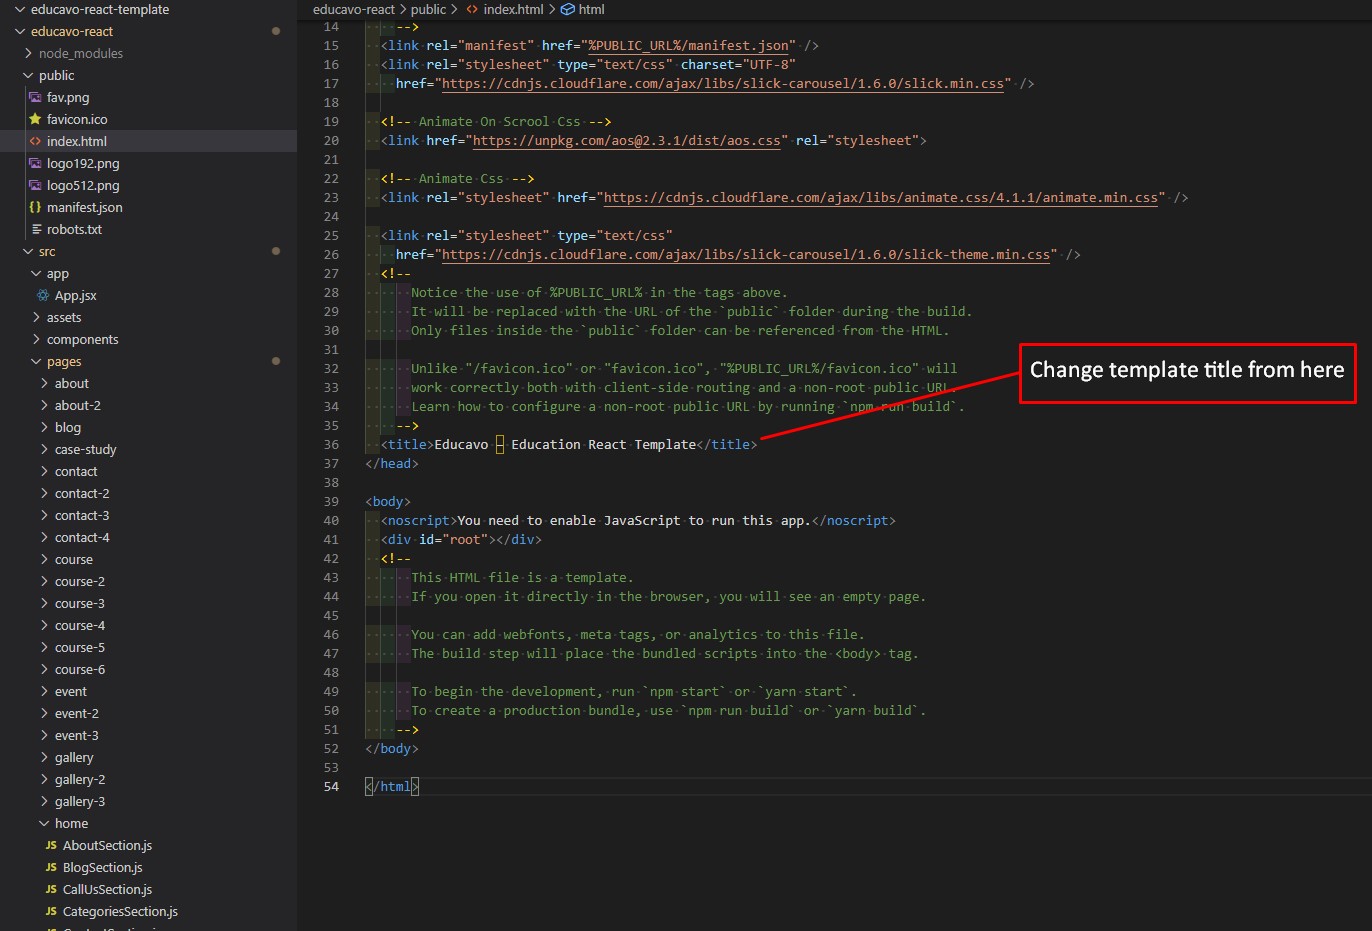 educavo-react-template
educavo-react
node_modules
public
fav.png
favicon.ico
index.html
logo192.png
logo512.png
manifest.json
robots.txt
src
app
App.jsx
assets
components
pages
about
about-2
blog
case-study
contact
contact-2
contact-3
contact-4
course
course-2
course-3
course-4
course-5
course-6
event
event-2
event-3
gallery
gallery-2
gallery-3
home
JS AboutSection.js
JS BlogSection.js
JS CallUsSection.js
JS CategoriesSection.js
educavo-react > public > index.html > html
14 -->
15 <link rel="manifest" href="%PUBLIC_URL%/manifest.json" />
16 <link rel="stylesheet" type="text/css" charset="UTF-8"
17 href="https://cdnjs.cloudflare.com/ajax/libs/slick-carousel/1.6.0/slick.min.css" />
18
19 <!-- Animate On Scrool Css -->
20 <link href="https://unpkg.com/aos@2.3.1/dist/aos.css" rel="stylesheet">
21
22 <!-- Animate Css -->
23 <link rel="stylesheet" href="https://cdnjs.cloudflare.com/ajax/libs/animate.css/4.1.1/animate.min.css" />
24
25 <link rel="stylesheet" type="text/css"
26 href="https://cdnjs.cloudflare.com/ajax/libs/slick-carousel/1.6.0/slick-theme.min.css" />
27 <!--
28 Notice the use of %PUBLIC_URL% in the tags above.
29 It will be replaced with the URL of the `public` folder during the build.
30 Only files inside the `public` folder can be referenced from the HTML.
31
32 Unlike "/favicon.ico" or "favicon.ico", "%PUBLIC_URL%/favicon.ico" will
33 work correctly both with client-side routing and a non-root public URL.
34 Learn how to configure a non-root public URL by running `npm run build`.
35 -->
36 <title>Educavo – Education React Template</title>
37 </head>
38
39 <body>
40 <noscript>You need to enable JavaScript to run this app.</noscript>
41 <div id="root"></div>
42 <!--
43 This HTML file is a template.
44 If you open it directly in the browser, you will see an empty page.
45
46 You can add webfonts, meta tags, or analytics to this file.
47 The build step will place the bundled scripts into the <body> tag.
48
49 To begin the development, run `npm start` or `yarn start`.
50 To create a production bundle, use `npm run build` or `yarn build`.
51 -->
52 </body>
53
54 </html>
Change template title from here